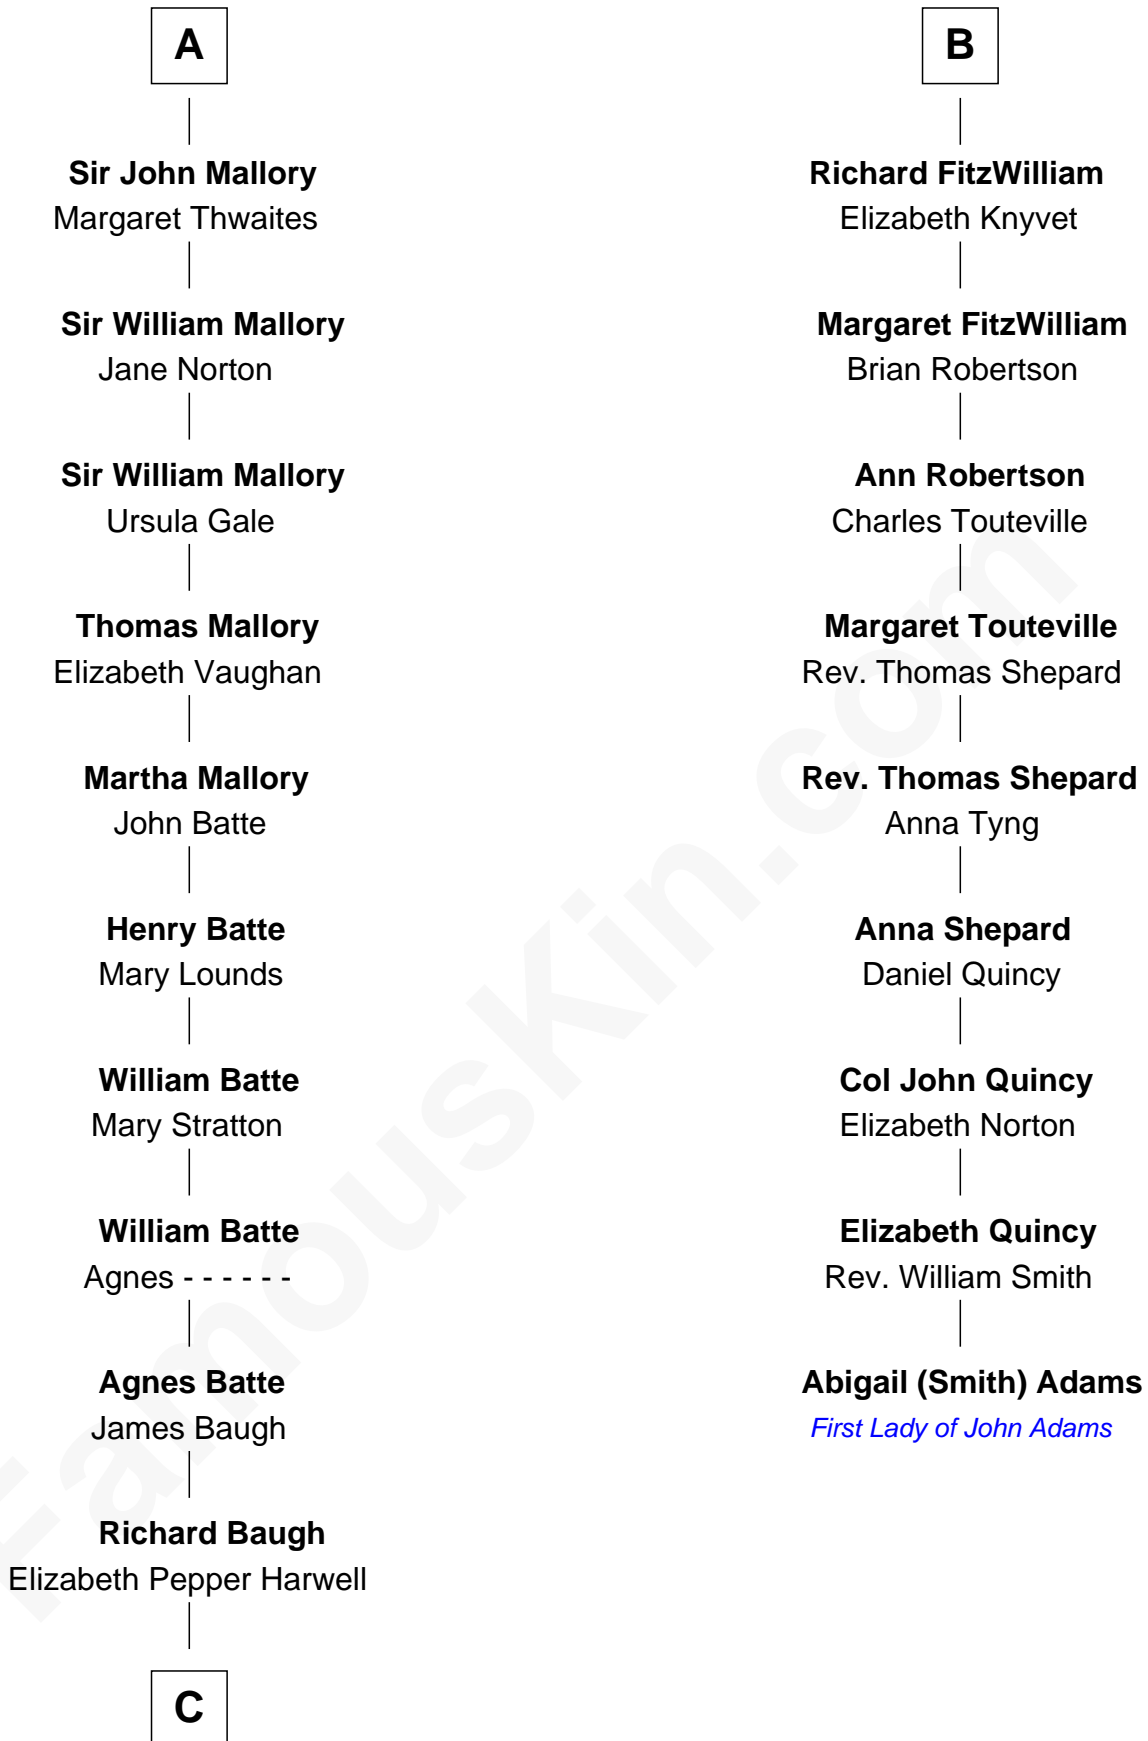 A
Sir John Mallory
Margaret Thwaites
Sir William Mallory
Jane Norton
Sir William Mallory
Ursula Gale
Thomas Mallory
Elizabeth Vaughan
Martha Mallory
John Batte
Henry Batte
Mary Lounds
William Batte
Mary Stratton
William Batte
Agnes - - - - - -
Agnes Batte
James Baugh
Richard Baugh
Elizabeth Pepper Harwell
C
B
Richard FitzWilliam
Elizabeth Knyvet
Margaret FitzWilliam
Brian Robertson
Ann Robertson
Charles Touteville
Margaret Touteville
Rev. Thomas Shepard
Rev. Thomas Shepard
Anna Tyng
Anna Shepard
Daniel Quincy
Col John Quincy
Elizabeth Norton
Elizabeth Quincy
Rev. William Smith
Abigail (Smith) Adams
First Lady of John Adams
FamousKin.com